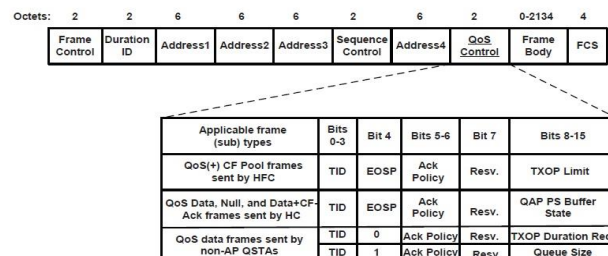 Octets: 2 2 6 6 6 2 6 2 0-2134 4
Frame Control Duration ID Address1 Address2 Address3 Sequence Control Address4 QoS Control Frame Body FCS
Applicable frame (sub) types Bits 0-3 Bit 4 Bits 5-6 Bit 7 Bits 8-15
QoS(+) CF Pool frames sent by HFC TID EOSP Ack Policy Resv. TXOP Limit
QoS Data, Null, and Data+CF-Ack frames sent by HC TID EOSP Ack Policy Resv. QAP PS Buffer State
QoS data frames sent by non-AP QSTAs TID 0 Ack Policy Resv. TXOP Duration Req
TID 1 Ack Policy Resv. Queue Size